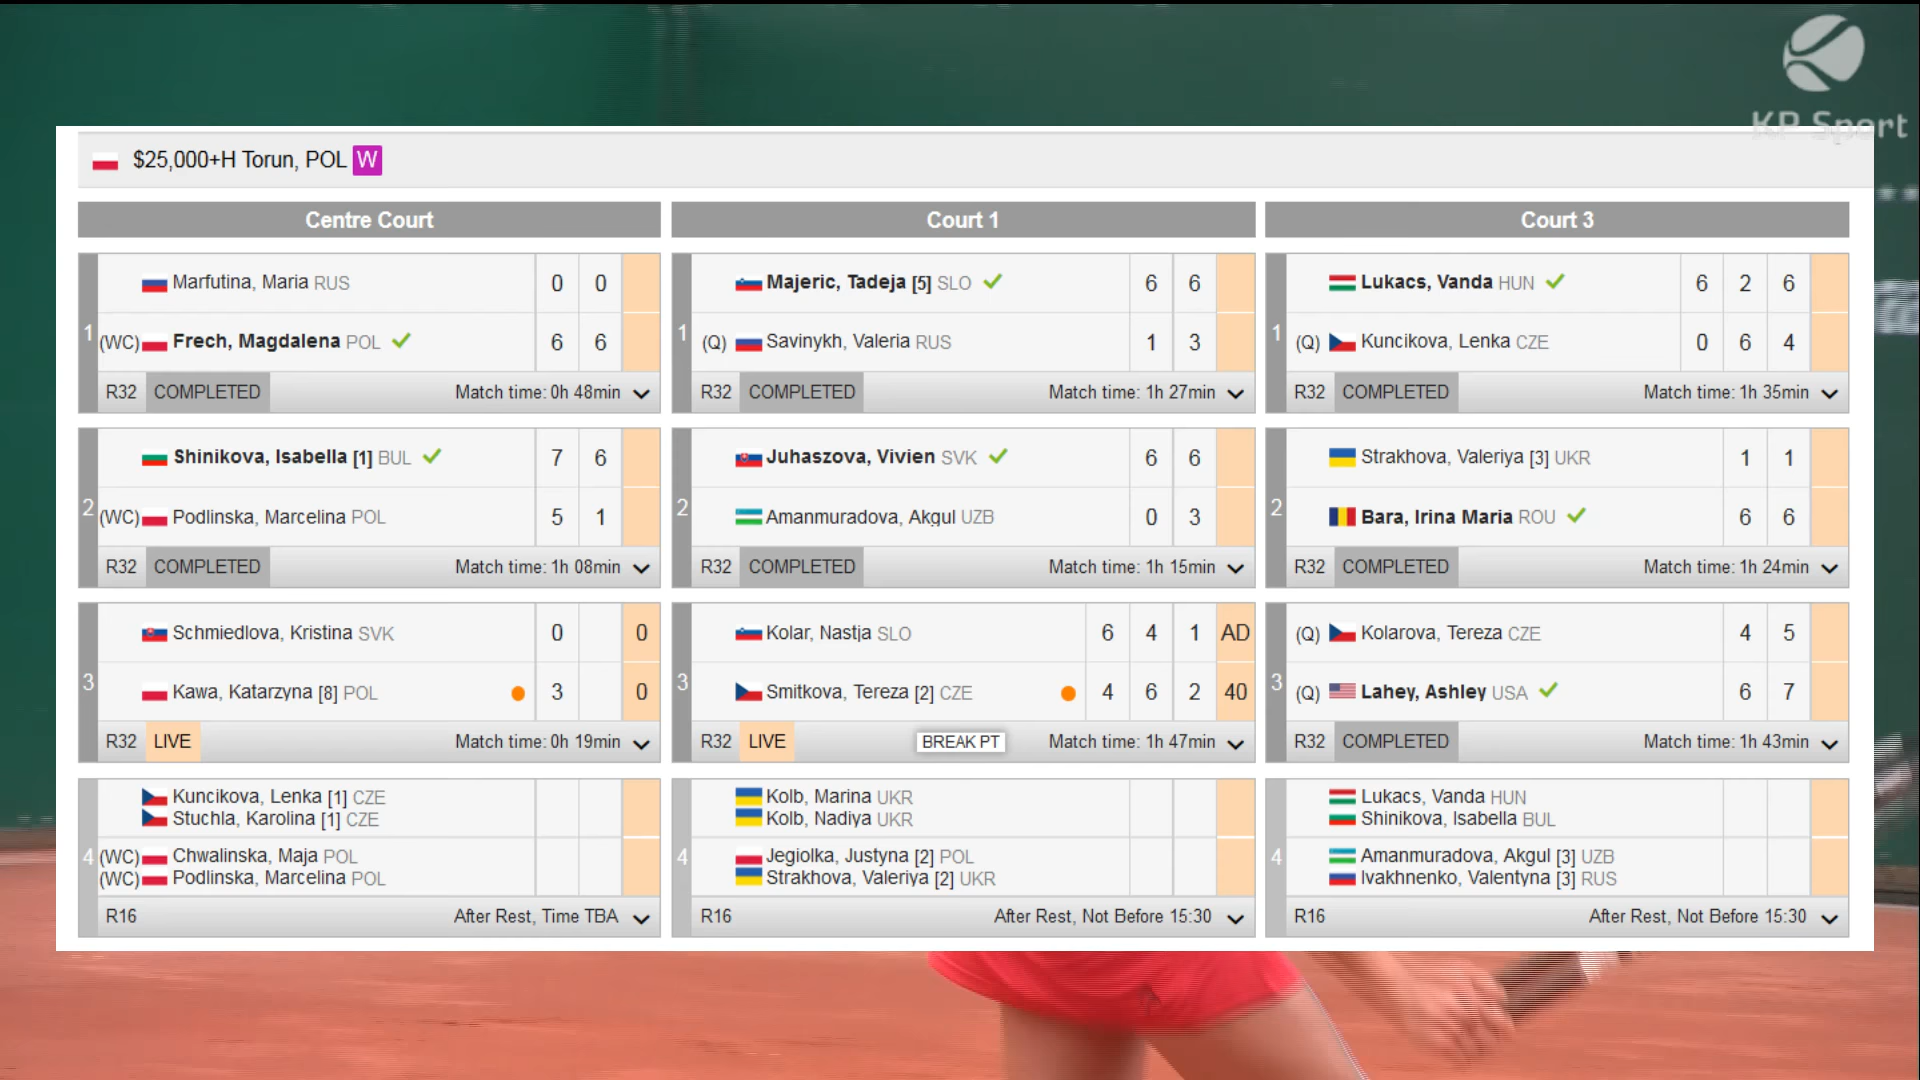 KP Sport
$25,000+H Torun, POL W
Centre Court
1
Marfutina, Maria RUS 0 0
(WC) Frech, Magdalena POL 6 6
R32 COMPLETED Match time: 0h 48min
2
Shinikova, Isabella [1] BUL 7 6
(WC) Podlinska, Marcelina POL 5 1
R32 COMPLETED Match time: 1h 08min
3
Schmiedlova, Kristina SVK 0 0
Kawa, Katarzyna [8] POL 3 0
R32 LIVE Match time: 0h 19min
4
Kuncikova, Lenka [1] CZE
Stuchla, Karolina [1] CZE
(WC) Chwalinska, Maja POL
(WC) Podlinska, Marcelina POL
R16 After Rest, Time TBA
Court 1
1
Majeric, Tadeja [5] SLO 6 6
(Q) Savinykh, Valeria RUS 1 3
R32 COMPLETED Match time: 1h 27min
2
Juhaszova, Vivien SVK 6 6
Amanmuradova, Akgul UZB 0 3
R32 COMPLETED Match time: 1h 15min
3
Kolar, Nastja SLO 6 4 1 AD
Smitkova, Tereza [2] CZE 4 6 2 40
R32 LIVE BREAK PT Match time: 1h 47min
4
Kolb, Marina UKR
Kolb, Nadiya UKR
Jegiolka, Justyna [2] POL
Strakhova, Valeriya [2] UKR
R16 After Rest, Not Before 15:30
Court 3
1
Lukacs, Vanda HUN 6 2 6
(Q) Kuncikova, Lenka CZE 0 6 4
R32 COMPLETED Match time: 1h 35min
2
Strakhova, Valeriya [3] UKR 1 1
Bara, Irina Maria ROU 6 6
R32 COMPLETED Match time: 1h 24min
3
(Q) Kolarova, Tereza CZE 4 5
(Q) Lahey, Ashley USA 6 7
R32 COMPLETED Match time: 1h 43min
4
Lukacs, Vanda HUN
Shinikova, Isabella BUL
Amanmuradova, Akgul [3] UZB
Ivakhnenko, Valentyna [3] RUS
R16 After Rest, Not Before 15:30